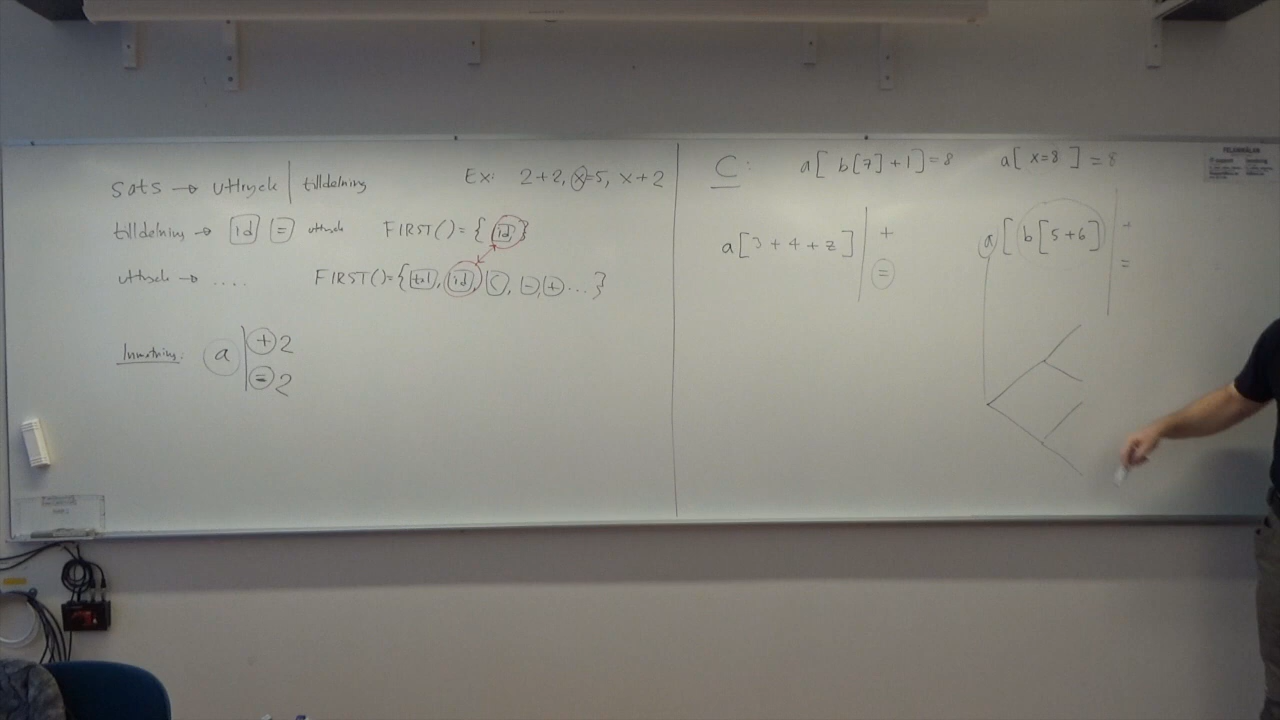 Sats → uttryck | tilldelning
Ex: 2+2, x=5, x+2
tilldelning → id = uttryck FIRST()={ id }
uttryck → .... FIRST()={ tal, id, (, -, + ... }
Inmatning: a | + 2
= 2
C: a[ b[7]+1]=8 a[ x=8 ] = 8
a[3+4+z] | +
=
a[b[5+6]] | +
=